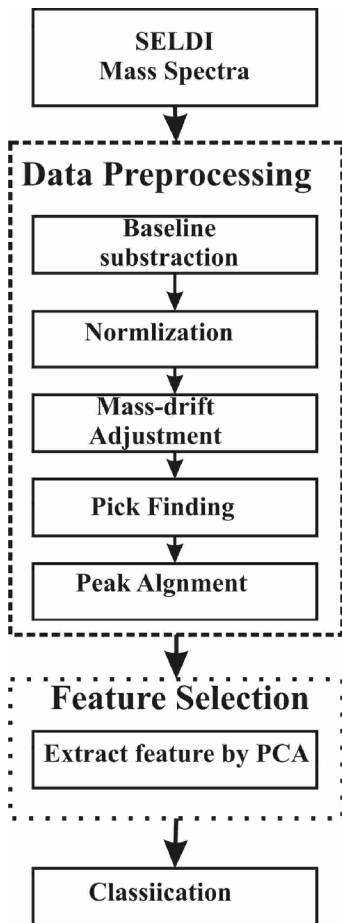 SELDI
Mass Spectra
Data Preprocessing
Baseline
substraction
Normlization
Mass-drift
Adjustment
Pick Finding
Peak Algnment
Feature Selection
Extract feature by PCA
Classiication